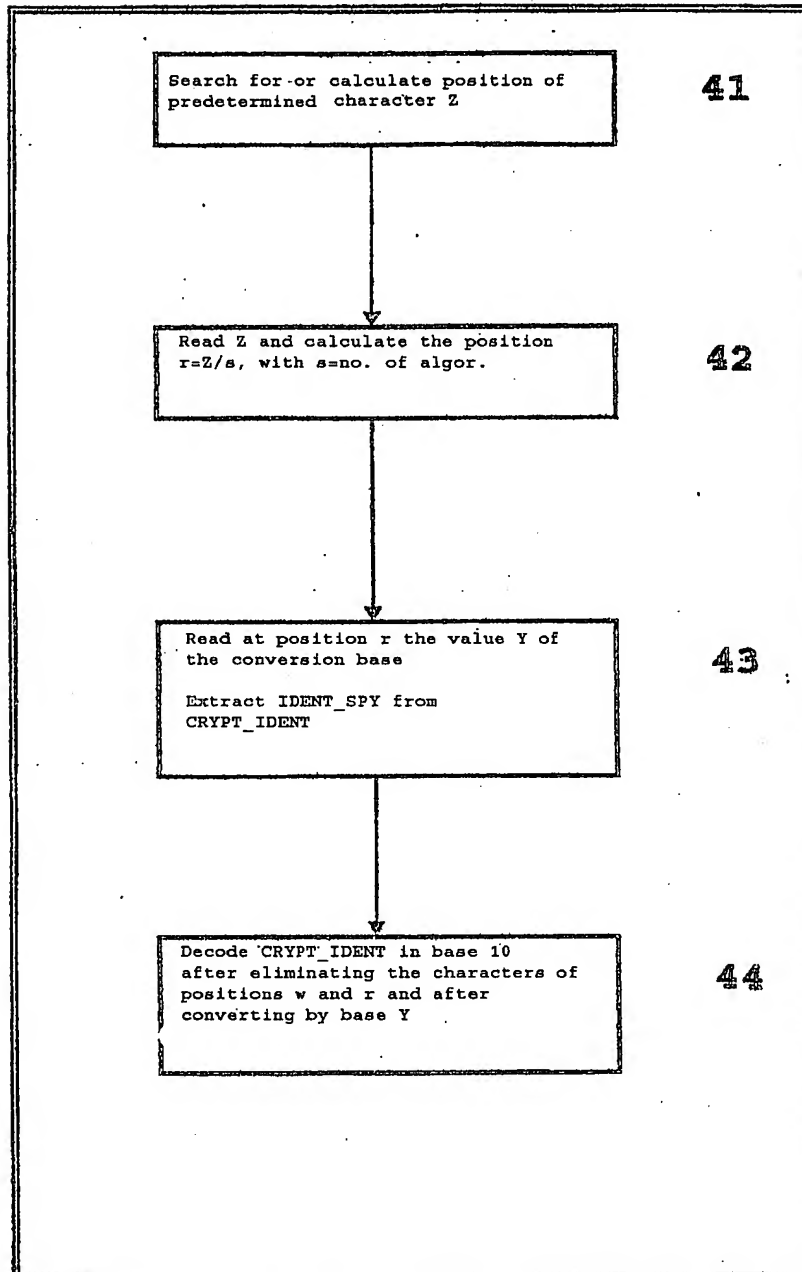 Search for or calculate position of
predetermined character Z
41
Read Z and calculate the position
r=Z/s, with s=no. of algor.
42
Read at position r the value Y of
the conversion base
Extract IDENT_SPY from
CRYPT_IDENT
43
Decode CRYPT_IDENT in base 10
after eliminating the characters of
positions w and r and after
converting by base Y
44